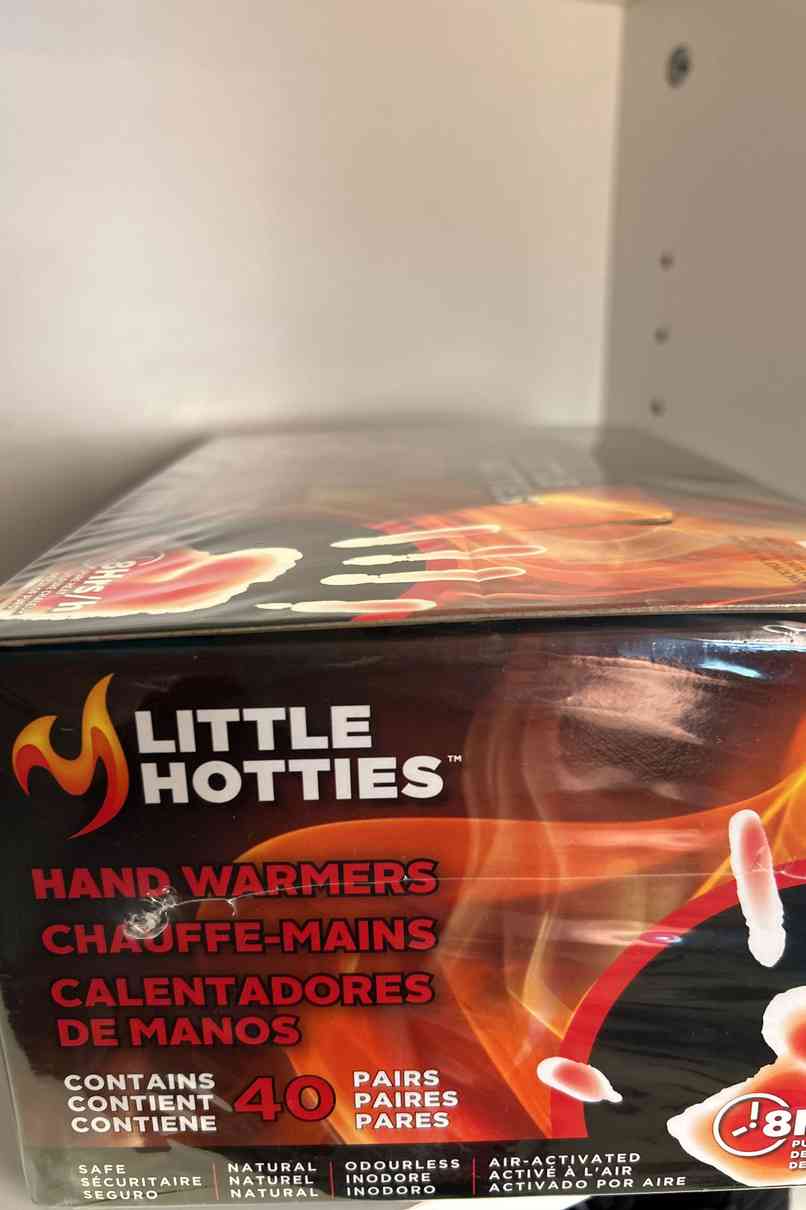 8Hrs/h
LITTLE
HOTTIES™
HAND WARMERS
CHAUFFE-MAINS
CALENTADORES
DE MANOS
CONTAINS
CONTIENT
CONTIENE
40
PAIRS
PAIRES
PARES
SAFE
SÉCURITAIRE
SEGURO
NATURAL
NATUREL
NATURAL
ODOURLESS
INODORE
INODORO
AIR-ACTIVATED
ACTIVÉ À L'AIR
ACTIVADO POR AIRE